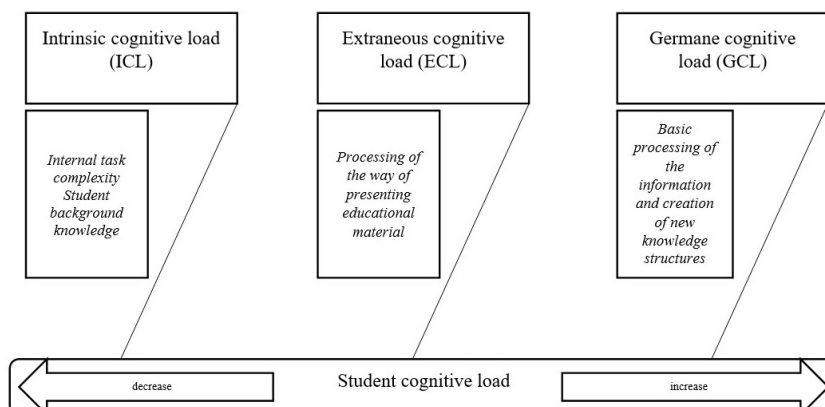 Intrinsic cognitive load
(ICL)
Extraneous cognitive
load (ECL)
Germane cognitive
load (GCL)
Internal task
complexity
Student
background
knowledge
Processing of
the way of
presenting
educational
material
Basic
processing of
the
information
and creation
of new
knowledge
structures
decrease
Student cognitive load
increase